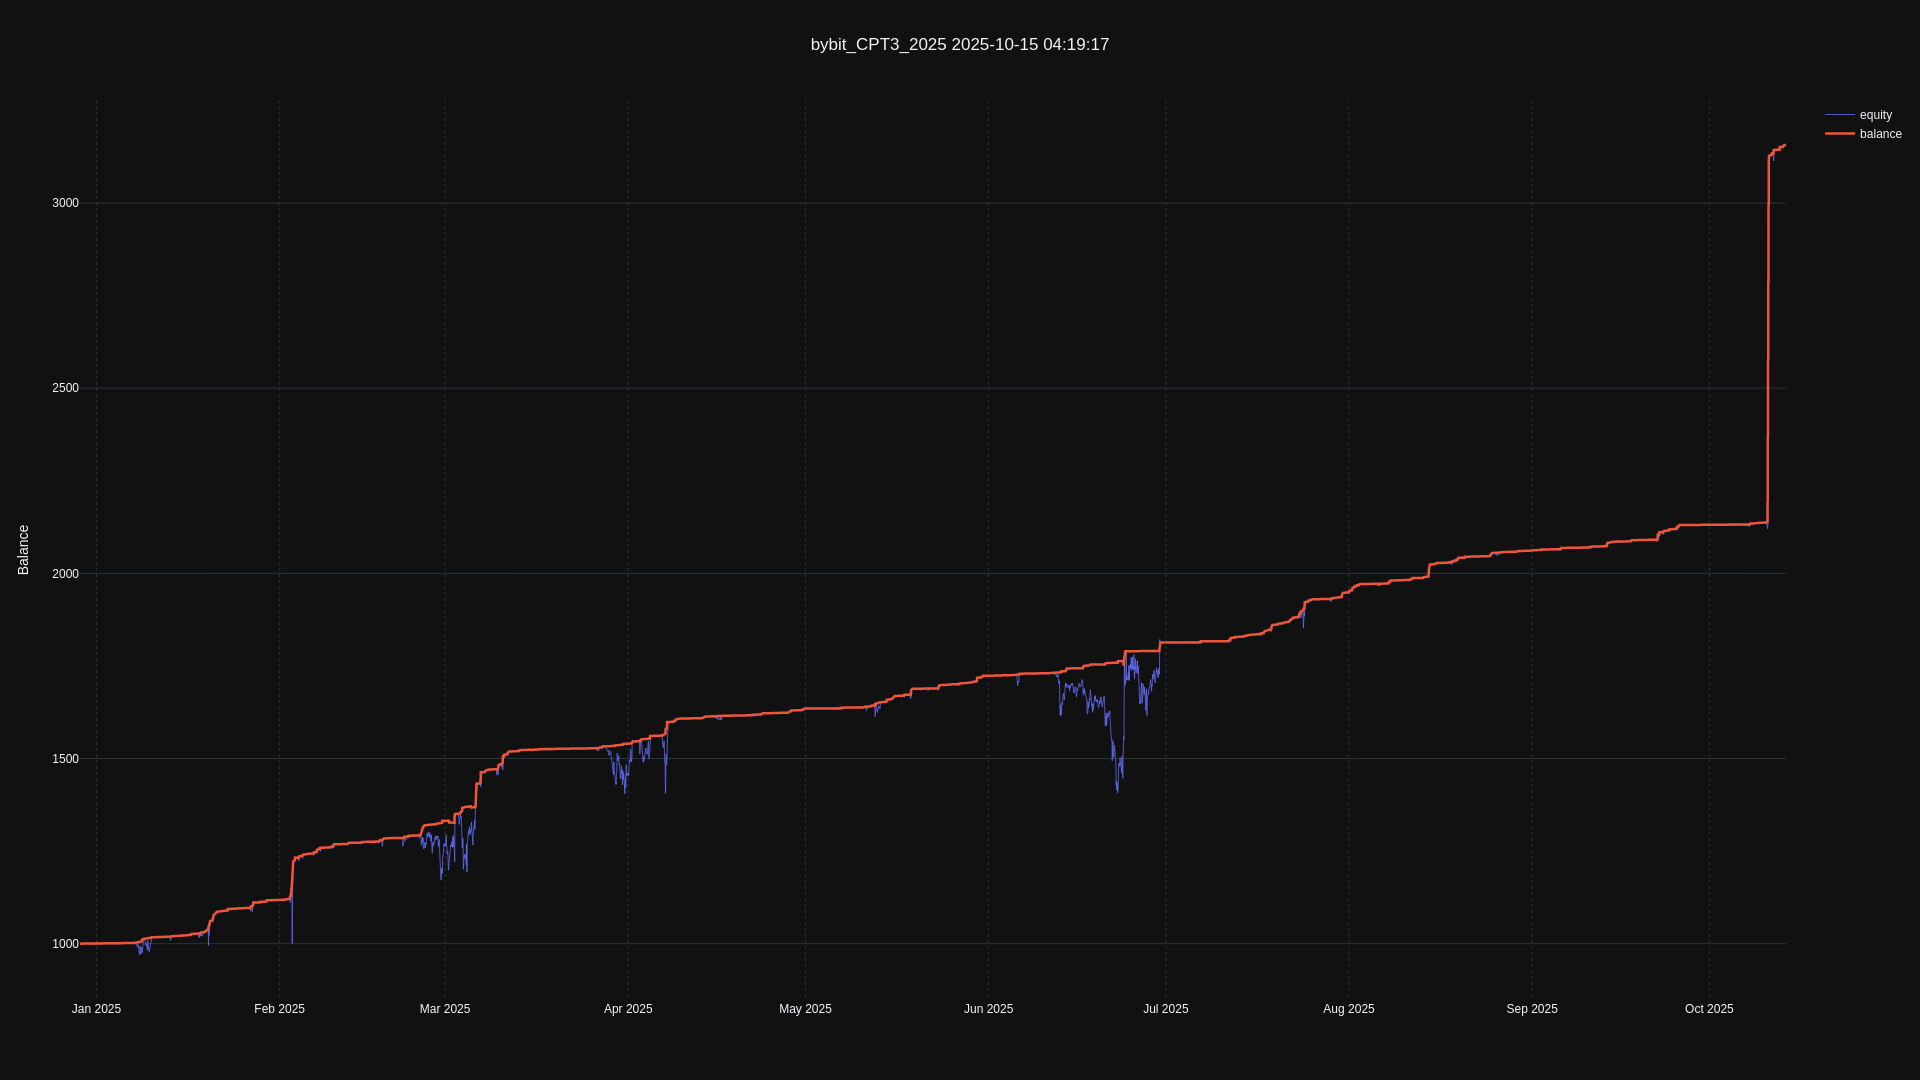 bybit_CPT3_2025 2025-10-15 04:19:17
equity
balance
Balance
3000
2500
2000
1500
1000
Jan 2025
Feb 2025
Mar 2025
Apr 2025
May 2025
Jun 2025
Jul 2025
Aug 2025
Sep 2025
Oct 2025